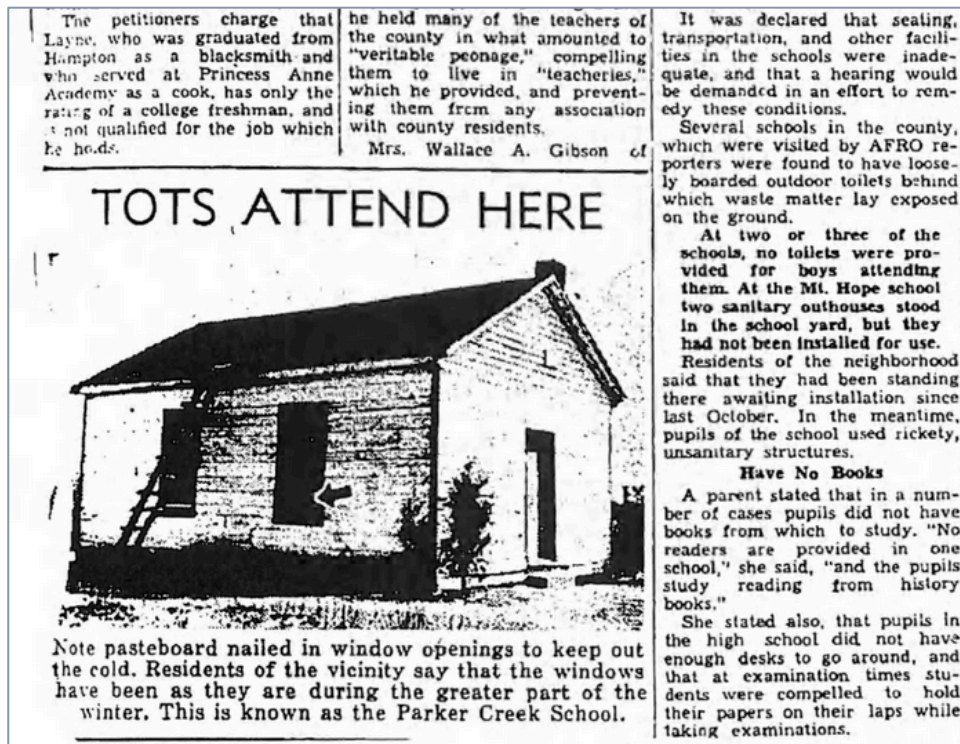 The petitioners charge that
Layne, who was graduated from
Hampton as a blacksmith and
who served at Princess Anne
Academy as a cook, has only the
rating of a college freshman, and
is not qualified for the job which
he holds.
he held many of the teachers of
the county in what amounted to
"veritable peonage," compelling
them to live in "teacheries,"
which he provided, and prevent-
ing them from any association
with county residents.
Mrs. Wallace A. Gibson of
TOTS ATTEND HERE
Note pasteboard nailed in window openings to keep out
the cold. Residents of the vicinity say that the windows
have been as they are during the greater part of the
winter. This is known as the Parker Creek School.
It was declared that seating,
transportation, and other facili-
ties in the schools were inade-
quate, and that a hearing would
be demanded in an effort to rem-
edy these conditions.
Several schools in the county,
which were visited by AFRO re-
porters were found to have loose-
ly boarded outdoor toilets behind
which waste matter lay exposed
on the ground.
At two or three of the
schools, no toilets were pro-
vided for boys attending
them. At the Mt. Hope school
two sanitary outhouses stood
in the school yard, but they
had not been installed for use.
Residents of the neighborhood
said that they had been standing
there awaiting installation since
last October. In the meantime,
pupils of the school used rickety,
unsanitary structures.
Have No Books
A parent stated that in a num-
ber of cases pupils did not have
books from which to study. "No
readers are provided in one
school," she said, "and the pupils
study reading from history
books."
She stated also, that pupils in
the high school did not have
enough desks to go around, and
that at examination times stu-
dents were compelled to hold
their papers on their laps while
taking examinations.